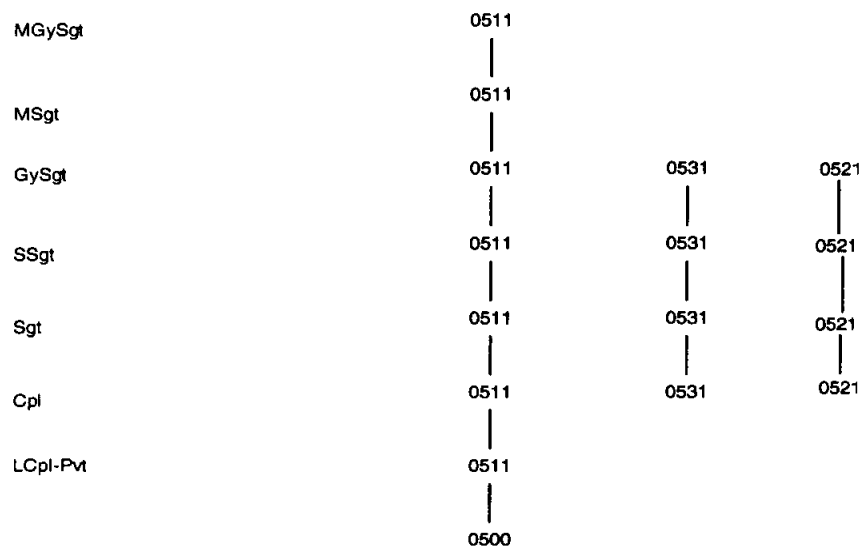 MGySgt 0511
MSgt 0511
GySgt 0511 0531 0521
SSgt 0511 0531 0521
Sgt 0511 0531 0521
Cpl 0511 0531 0521
LCpl-Pvt 0511
0500